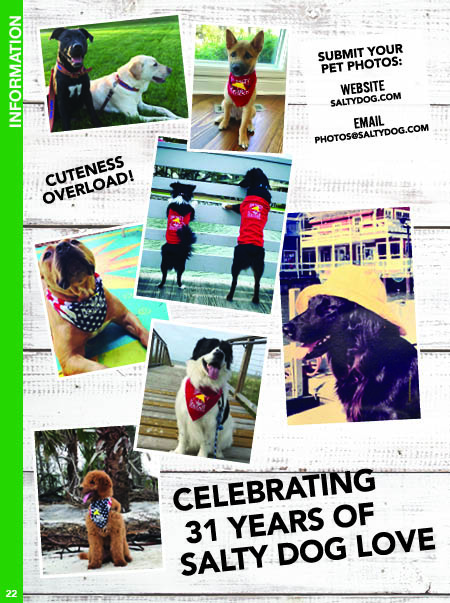 INFORMATION
SUBMIT YOUR
PET PHOTOS:
WEBSITE
SALTYDOG.COM
EMAIL
PHOTOS@SALTYDOG.COM
CUTENESS
OVERLOAD!
CELEBRATING
31 YEARS OF
SALTY DOG LOVE
22